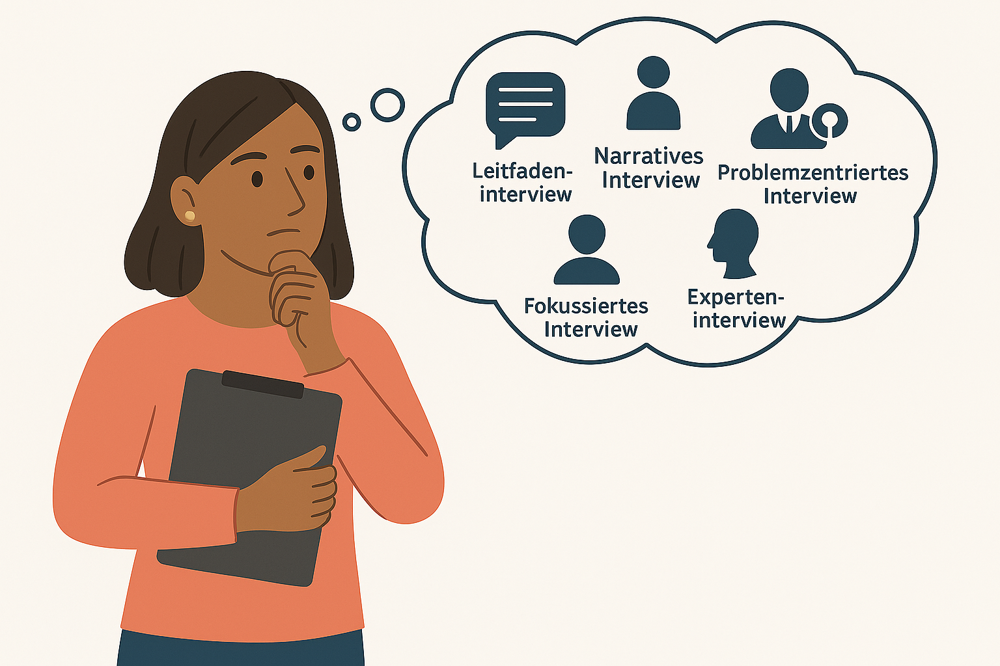 Leitfaden-
interview
Narratives
Interview
Problemzentriertes
Interview
Fokussiertes
Interview
Experten-
interview